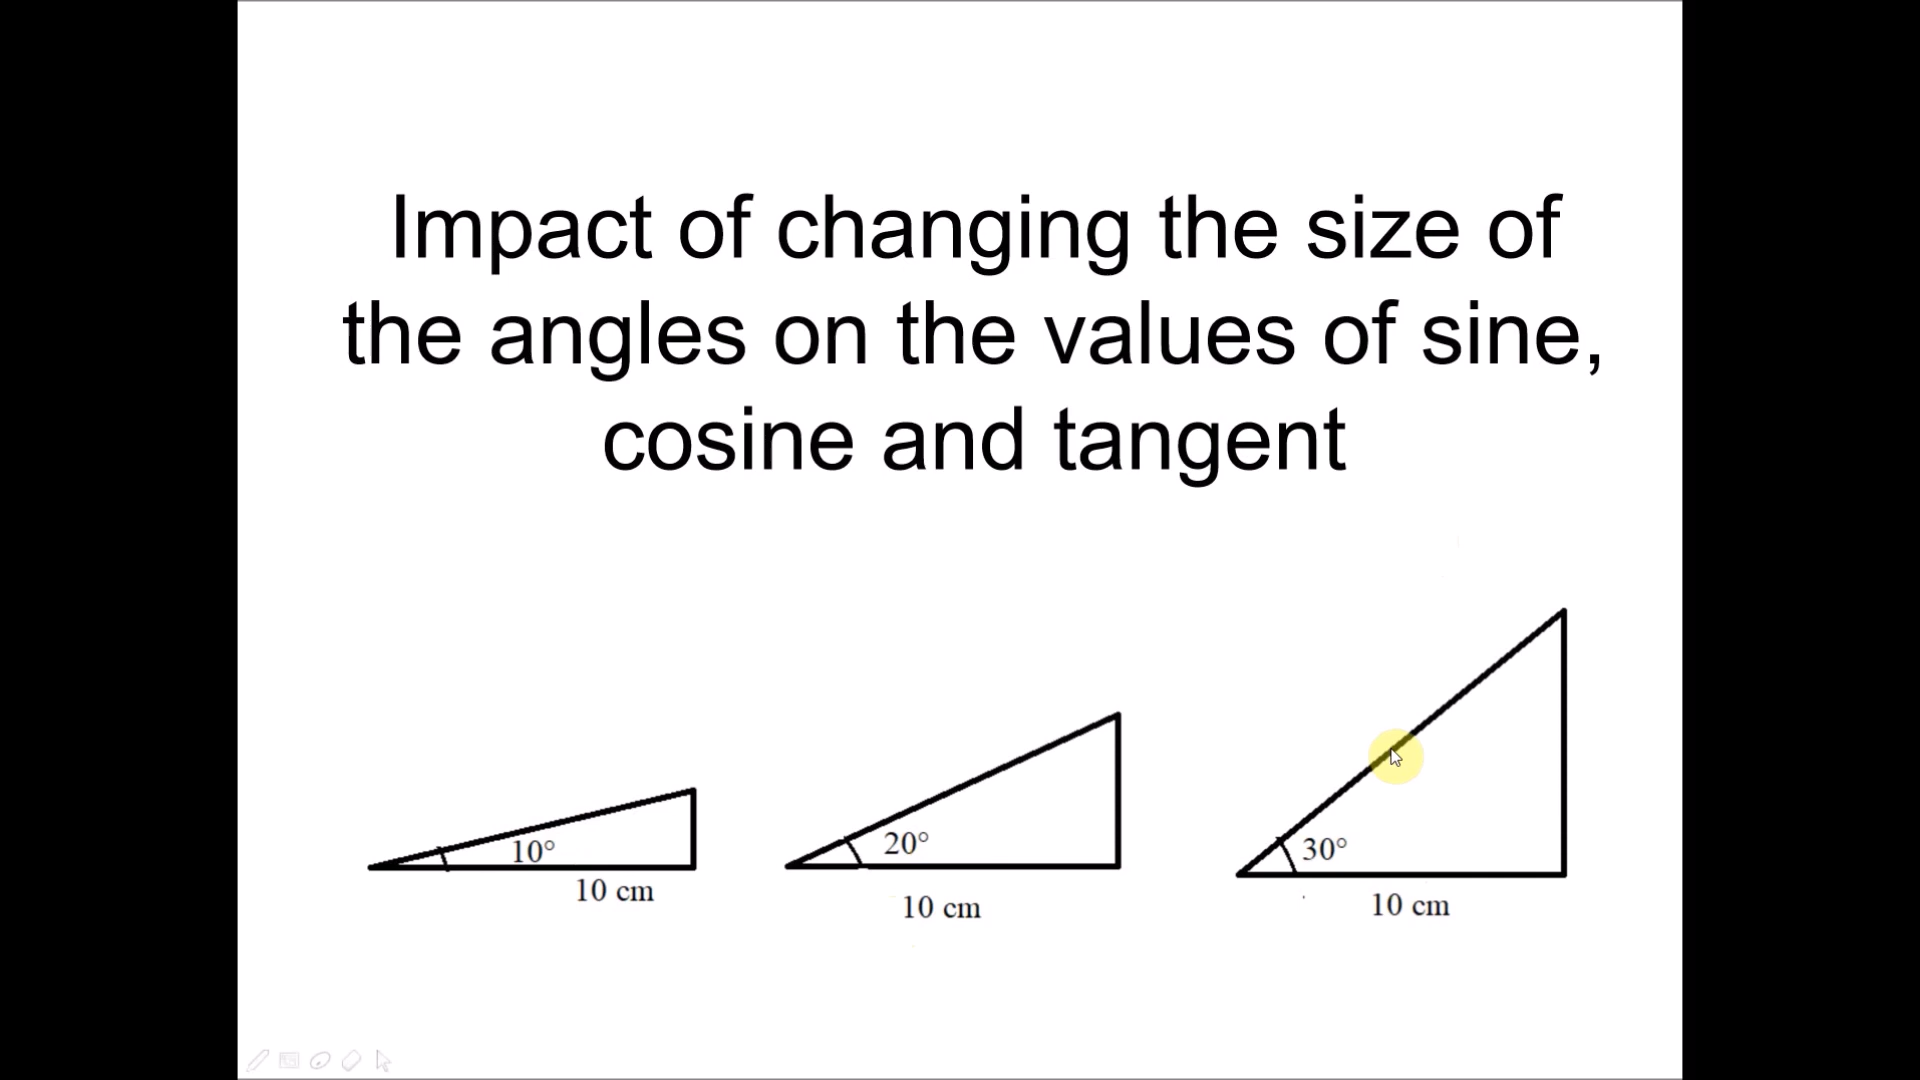 Impact of changing the size of
the angles on the values of sine,
cosine and tangent
10°
10 cm
20°
10 cm
30°
10 cm